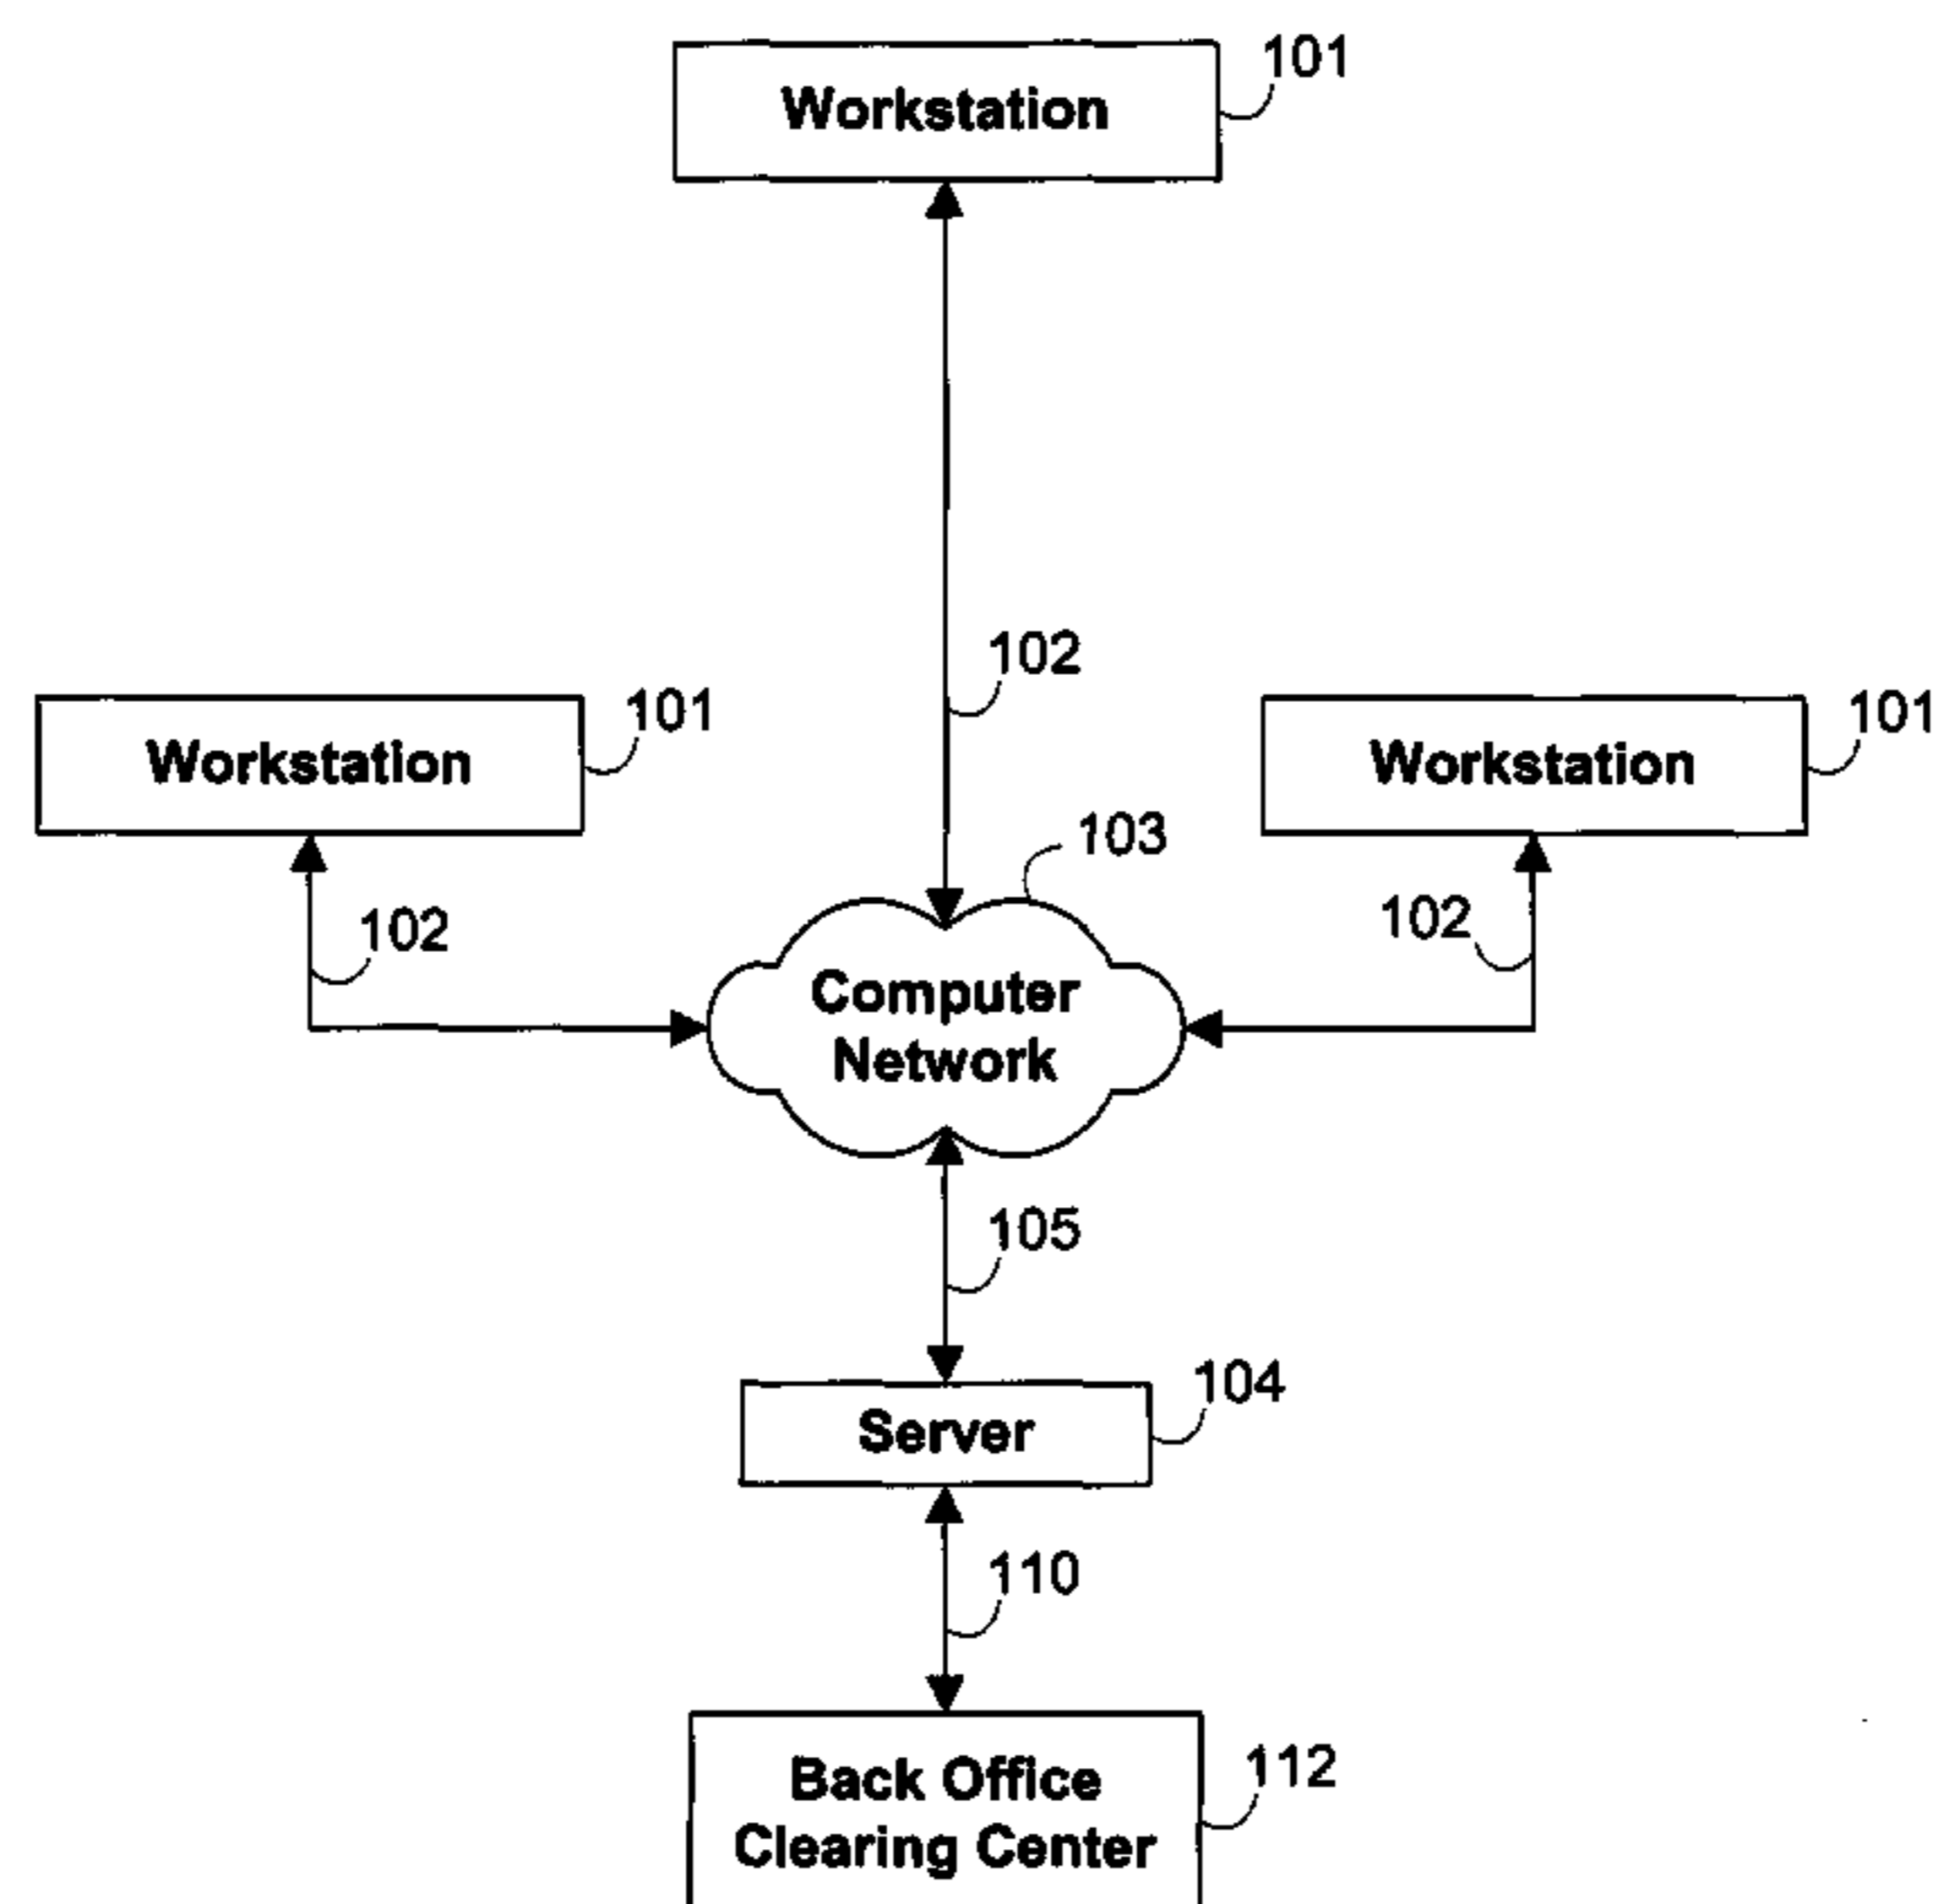 101
Workstation
102
101
Workstation
101
Workstation
103
102
102
Computer
Network
105
104
Server
110
112
Back Office
Clearing Center